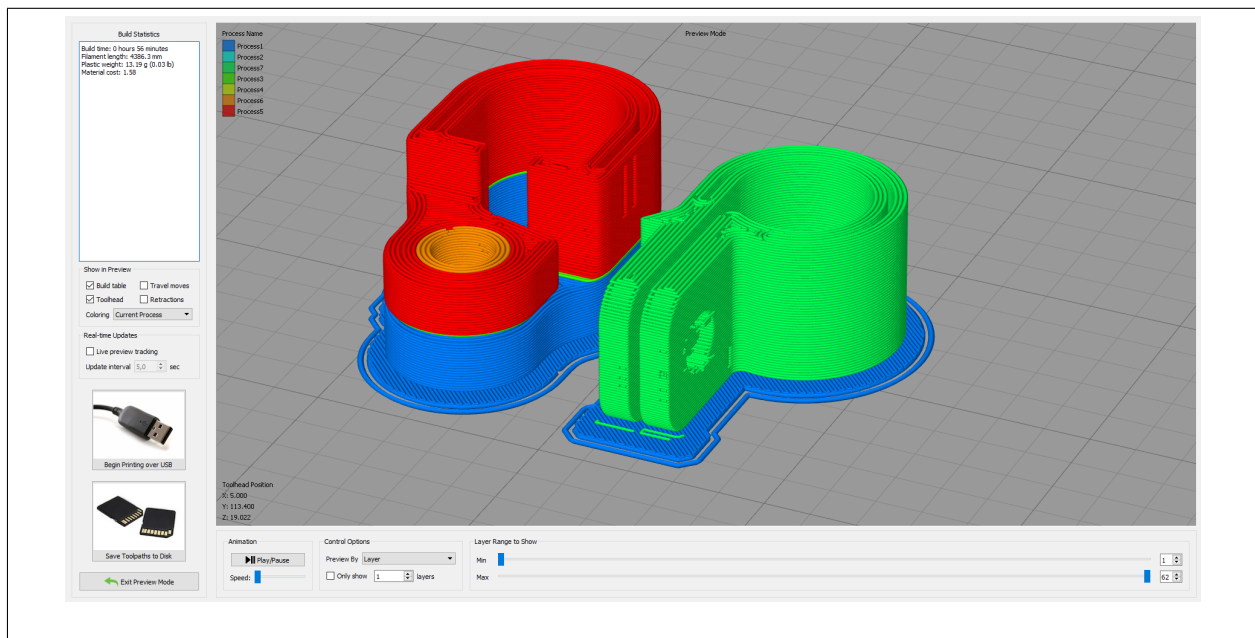 Build Statistics
Build time: 0 hours 56 minutes
Filament length: 4386.3 mm
Plastic weight: 13.19 g (0.03 lb)
Material cost: 1.58
Show in Preview
Build table
Travel moves
Toolhead
Retractions
Coloring
Current Process
Real-time Updates
Live preview tracking
Update interval 5,0 sec
Begin Printing over USB
Save Toolpaths to Disk
Exit Preview Mode
Process Name
Process1
Process2
Process7
Process3
Process4
Process6
Process5
Preview Mode
Toolhead Position
X: 5.000
Y: 113.400
Z: 19.022
Animation
Play/Pause
Speed:
Control Options
Preview By Layer
Only show 1 layers
Layer Range to Show
Min 1
Max 62